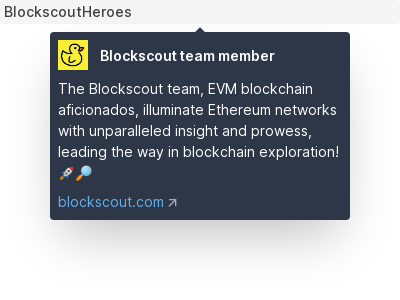 BlockscoutHeroes
Blockscout team member
The Blockscout team, EVM blockchain
aficionados, illuminate Ethereum networks
with unparalleled insight and prowess,
leading the way in blockchain exploration!
🚀🔎
blockscout.com ↗